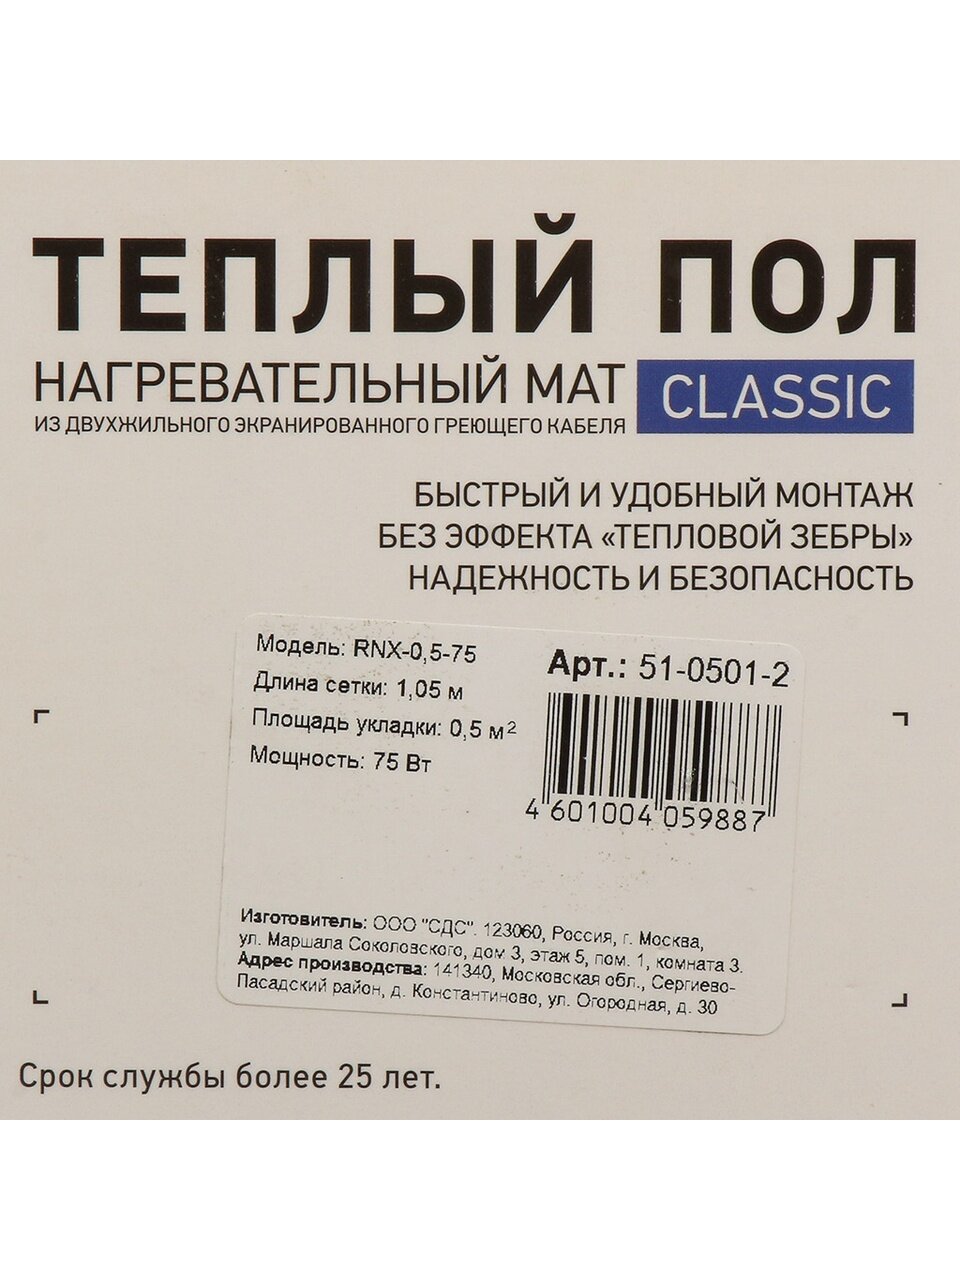 ТЕПЛЫЙ ПОЛ
НАГРЕВАТЕЛЬНЫЙ МАТ CLASSIC
ИЗ ДВУХЖИЛЬНОГО ЭКРАНИРОВАННОГО ГРЕЮЩЕГО КАБЕЛЯ
БЫСТРЫЙ И УДОБНЫЙ МОНТАЖ
БЕЗ ЭФФЕКТА «ТЕПЛОВОЙ ЗЕБРЫ»
НАДЕЖНОСТЬ И БЕЗОПАСНОСТЬ
Модель: RNX-0,5-75
Длина сетки: 1,05 м
Площадь укладки: 0,5 м²
Мощность: 75 Вт
Арт.: 51-0501-2
4 601004 059887
Изготовитель: ООО "СДС". 123060, Россия, г. Москва,
ул. Маршала Соколовского, дом 3, этаж 5, пом. 1, комната 3.
Адрес производства: 141340, Московская обл., Сергиево-
Пасадский район, д. Константиново, ул. Огородная, д. 30
Срок службы более 25 лет.